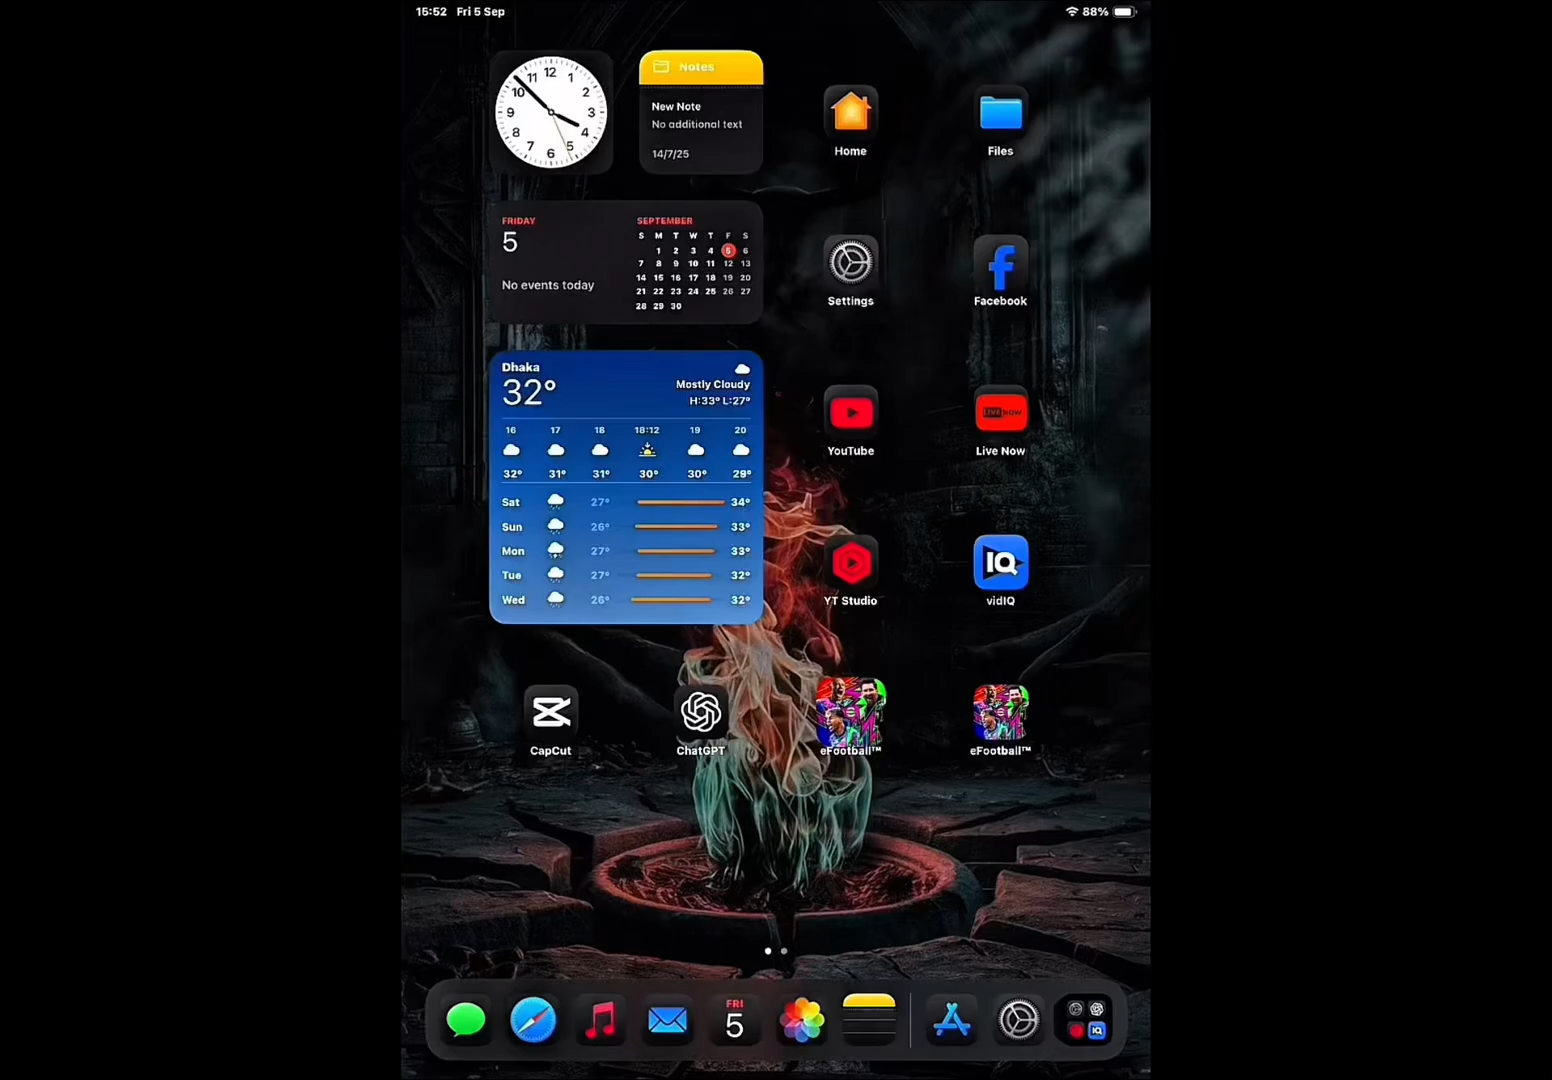 15:52 Fri 5 Sep
88%
12
11 1
10 2
9 3
8 4
7 5
6
Notes
New Note
No additional text
14/7/25
Home
Files
FRIDAY
5
No events today
SEPTEMBER
S M T W T F S
1 2 3 4 5 6
7 8 9 10 11 12 13
14 15 16 17 18 19 20
21 22 23 24 25 26 27
28 29 30
Settings
Facebook
Dhaka
32°
Mostly Cloudy
H:33° L:27°
16 17 18 18:12 19 20
32° 31° 31° 30° 30° 29°
Sat 27° 34°
Sun 26° 33°
Mon 27° 33°
Tue 27° 32°
Wed 26° 32°
YouTube
LIVE NOW
Live Now
YT Studio
IQ
vidIQ
CapCut
ChatGPT
eFootball™
eFootball™
FRI
5
IQ